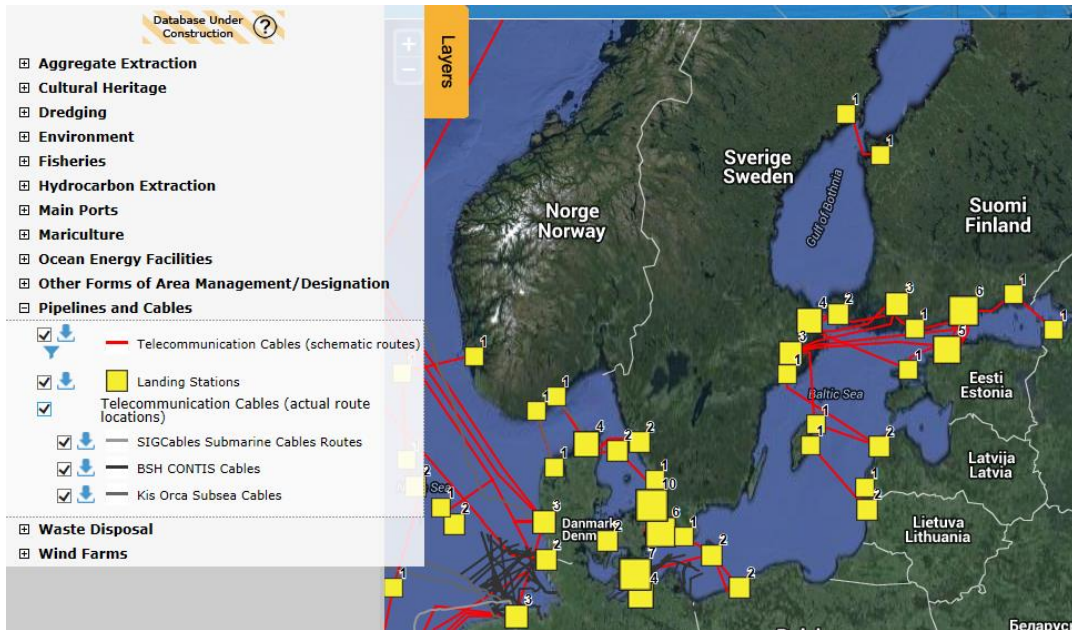 Database Under
Construction
?
Aggregate Extraction
Cultural Heritage
Dredging
Environment
Fisheries
Hydrocarbon Extraction
Main Ports
Mariculture
Ocean Energy Facilities
Other Forms of Area Management/Designation
Pipelines and Cables
Telecommunication Cables (schematic routes)
Landing Stations
Telecommunication Cables (actual route
locations)
SIGCables Submarine Cables Routes
BSH CONTIS Cables
Kis Orca Subsea Cables
Waste Disposal
Wind Farms
Layers
+
−
1
1
Sverige
Sweden
Norge
Norway
Gulf of Bothnia
Suomi
Finland
1
3
6
4
2
1
1
3
5
1
1
1
Baltic Sea
Eesti
Estonia
1
1
4
1
2
2
2
1
1
Latvija
Latvia
1
10
1
2
2
Sea
1
2
3
Danmark
2
6
1
Lietuva
Lithuania
2
7
2
2
1
4
3
Беларусь